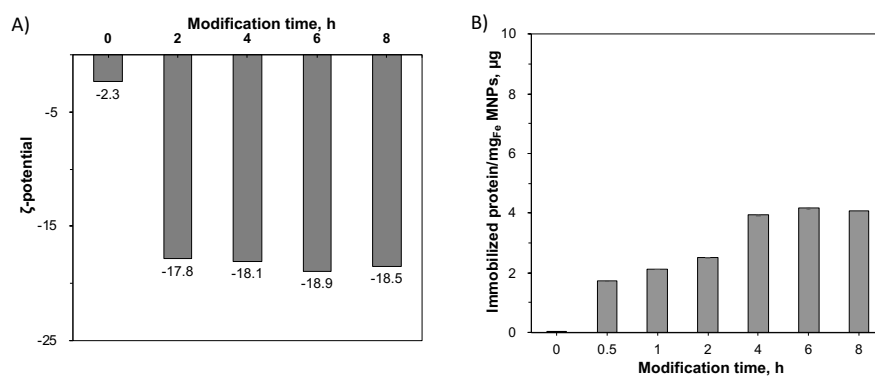 A)
Modification time, h
0 2 4 6 8
-5
-15
-25
ζ-potential
-2.3
-17.8
-18.1
-18.9
-18.5
B)
Immobilized protein/mgFe MNPs, µg
10
8
6
4
2
0
0 0.5 1 2 4 6 8
Modification time, h